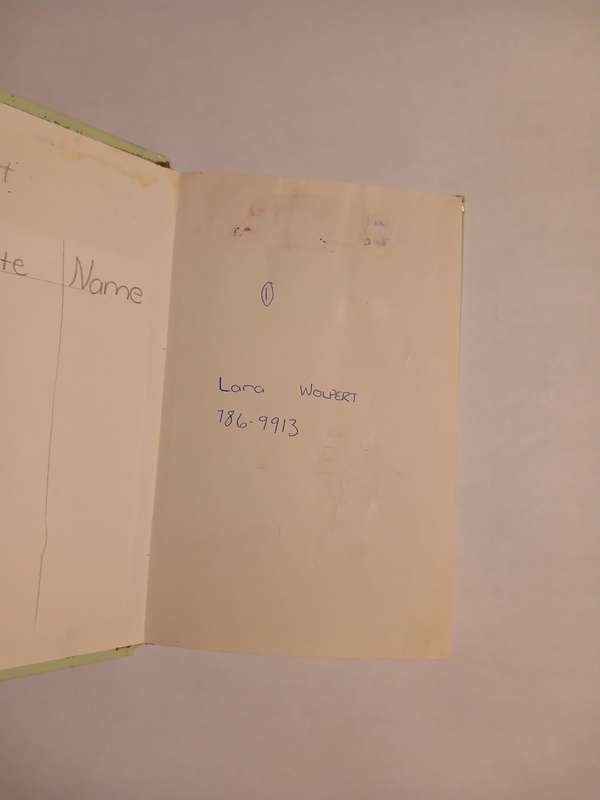 te Name
①
Lara WOLPERT
786-9913